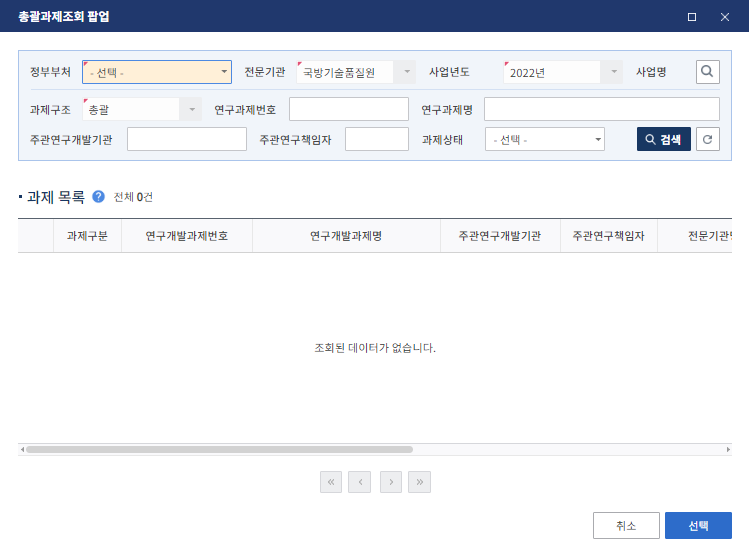 총괄과제조회 팝업
정부부처 - 선택 - 전문기관 국방기술품질원 사업년도 2022년 사업명
과제구조 총괄 연구과제번호 연구과제명
주관연구개발기관 주관연구책임자 과제상태 - 선택 - 검색
과제 목록 ? 전체 0건
과제구분 연구개발과제번호 연구개발과제명 주관연구개발기관 주관연구책임자 전문기관
조회된 데이터가 없습니다.
취소 선택